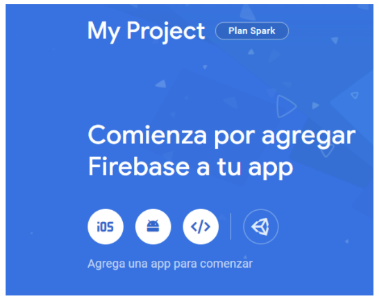 My Project Plan Spark
Comienza por agregar
Firebase a tu app
iOS </>
Agrega una app para comenzar